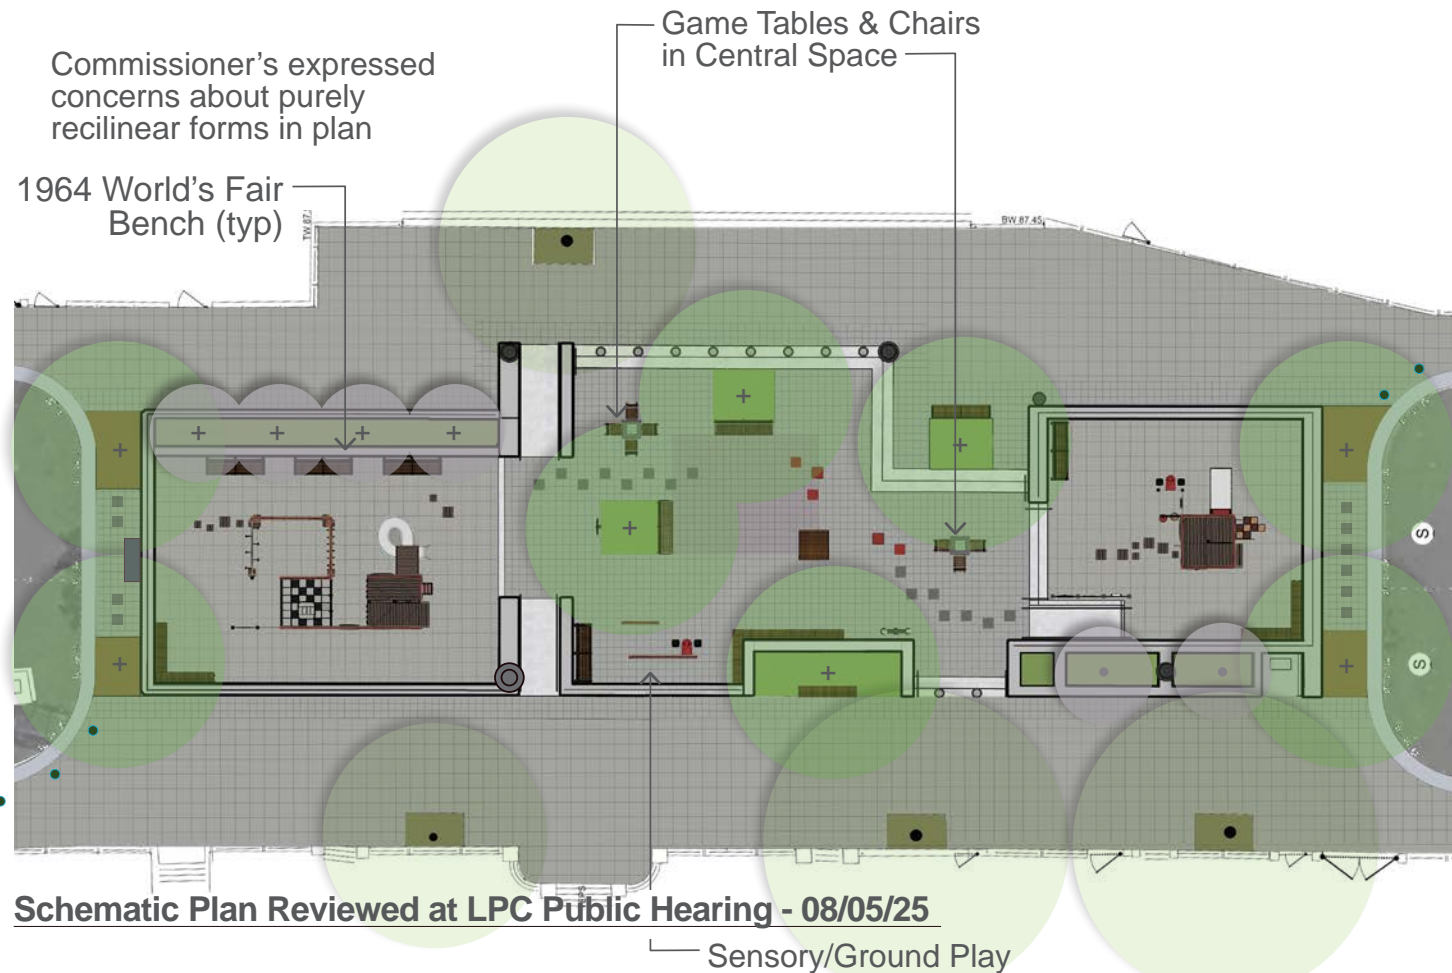 Game Tables & Chairs
in Central Space
Commissioner's expressed
concerns about purely
recilinear forms in plan
1964 World's Fair
Bench (typ)
TW 87
BW 87.45
S
S
Schematic Plan Reviewed at LPC Public Hearing - 08/05/25
Sensory/Ground Play